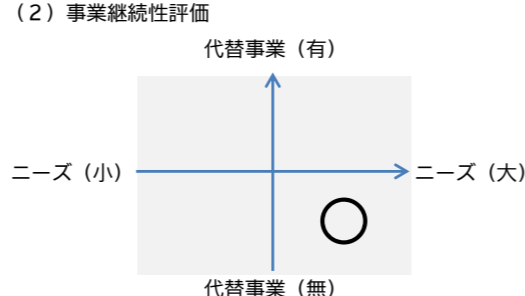 （２）事業継続性評価
代替事業（有）
ニーズ（小）
ニーズ（大）
代替事業（無）